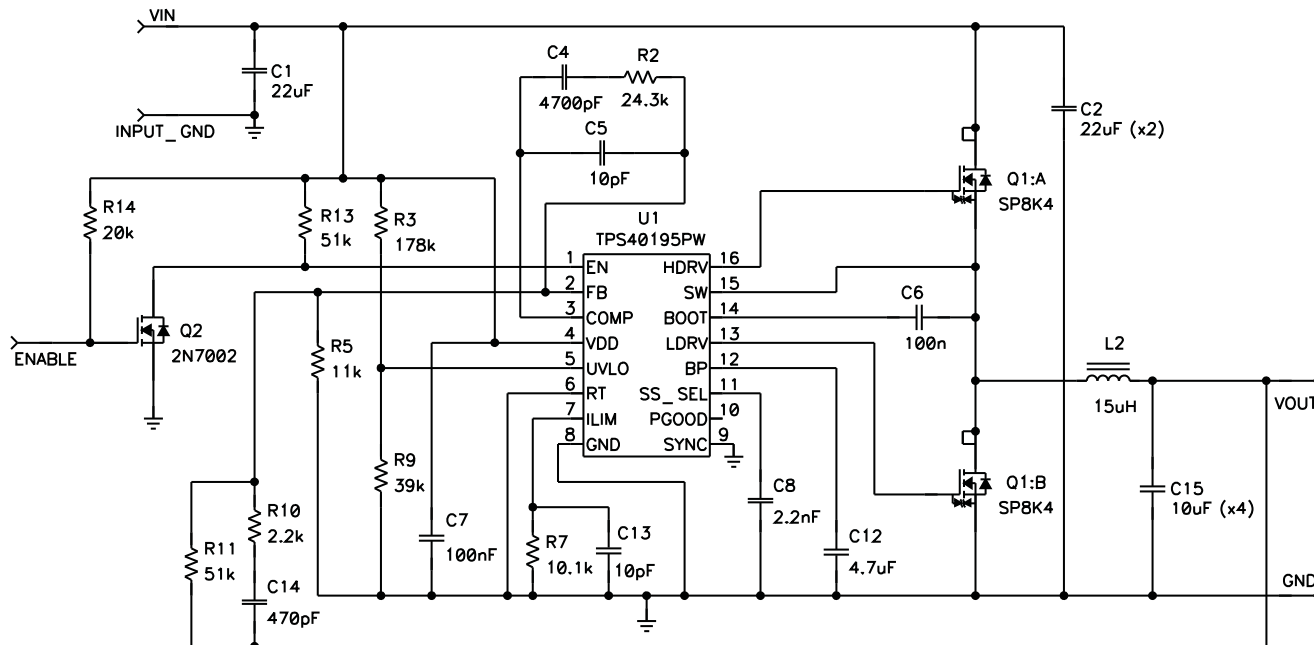 VIN
C1
22uF
INPUT_GND
C4
4700pF
R2
24.3k
C5
10pF
C2
22uF (x2)
Q1:A
SP8K4
R14
20k
R13
51k
R3
178k
U1
TPS40195PW
1 EN
2 FB
3 COMP
4 VDD
5 UVLO
6 RT
7 ILIM
8 GND
HDRV 16
SW 15
BOOT 14
LDRV 13
BP 12
SS_SEL 11
PGOOD 10
SYNC 9
C6
100n
ENABLE
Q2
2N7002
R5
11k
L2
15uH
VOUT
Q1:B
SP8K4
R9
39k
C8
2.2nF
C15
10uF (x4)
R10
2.2k
R11
51k
C14
470pF
C7
100nF
R7
10.1k
C13
10pF
C12
4.7uF
GND